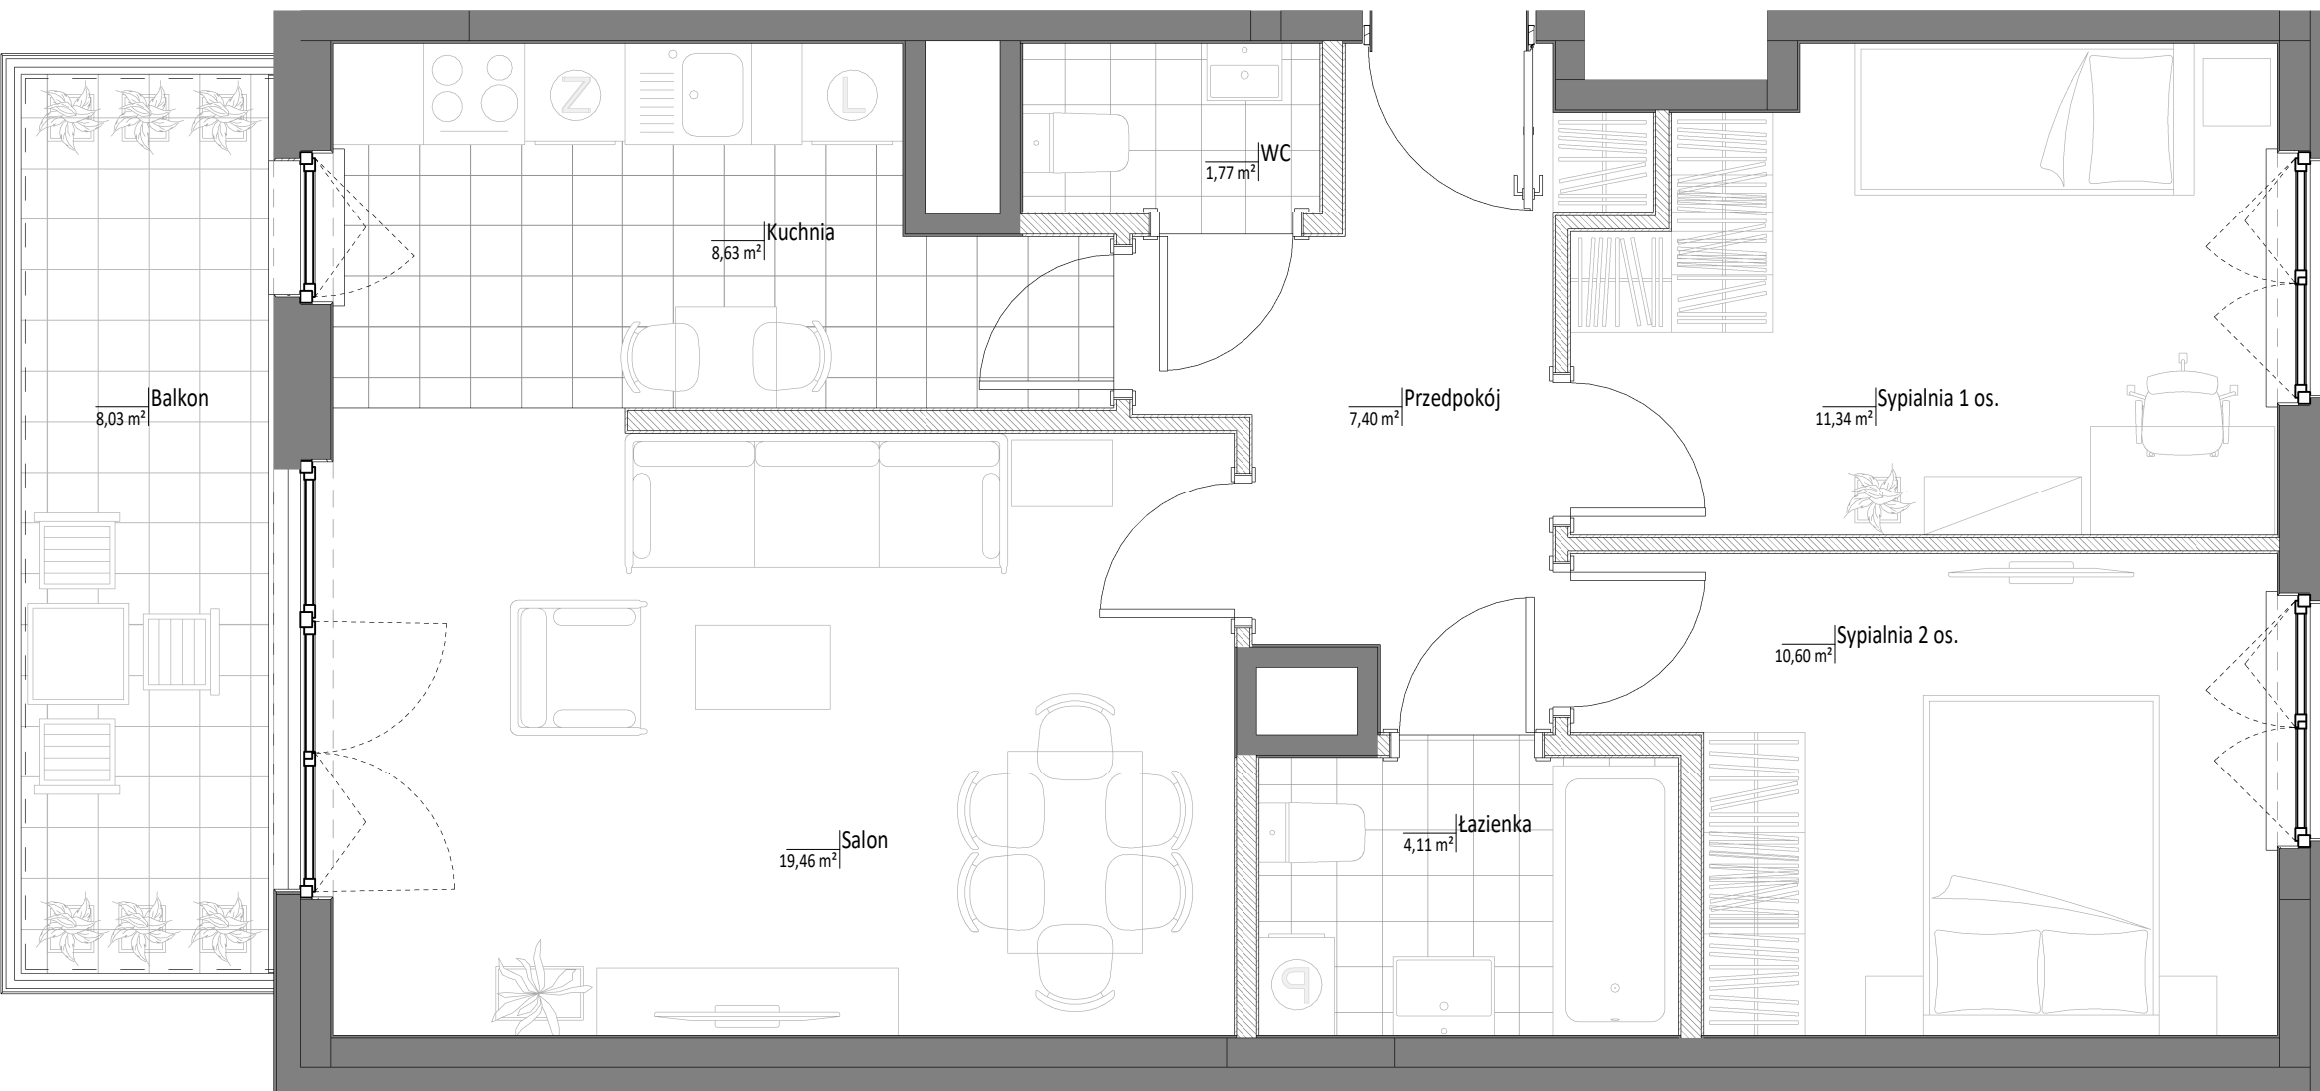 Z
L
WC
1,77 m²
Kuchnia
8,63 m²
Balkon
8,03 m²
Przedpokój
7,40 m²
Sypialnia 1 os.
11,34 m²
Sypialnia 2 os.
10,60 m²
Salon
19,46 m²
Łazienka
4,11 m²
P